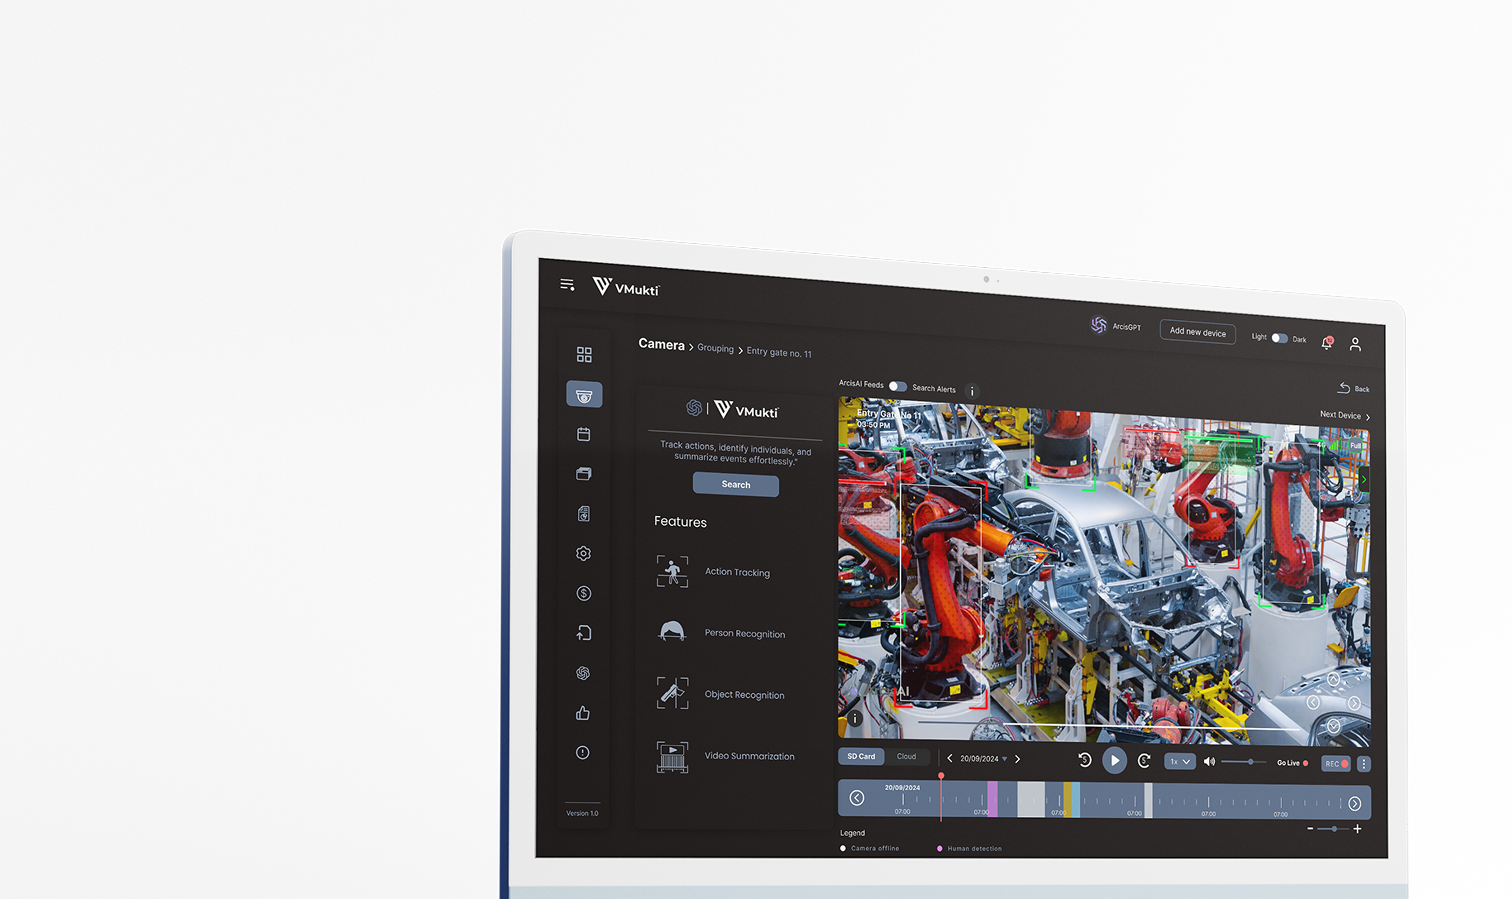 VMukti
ArcisGPT
Add new device
Light
Dark
Camera > Grouping > Entry gate no. 11
ArcisAI Feeds
Search Alerts
Back
Next Device
VMukti
Track actions, identify individuals, and
summarize events effortlessly."
Search
Features
Action Tracking
Person Recognition
Object Recognition
Video Summarization
Version 1.0
Entry Gate No 11
03:50 PM
4G
Full
AI
SD Card
Cloud
20/09/2024
5
5
1x
Go Live
REC
20/09/2024
07:00
07:00
07:00
07:00
07:00
07:00
Legend
Camera offline
Human detection